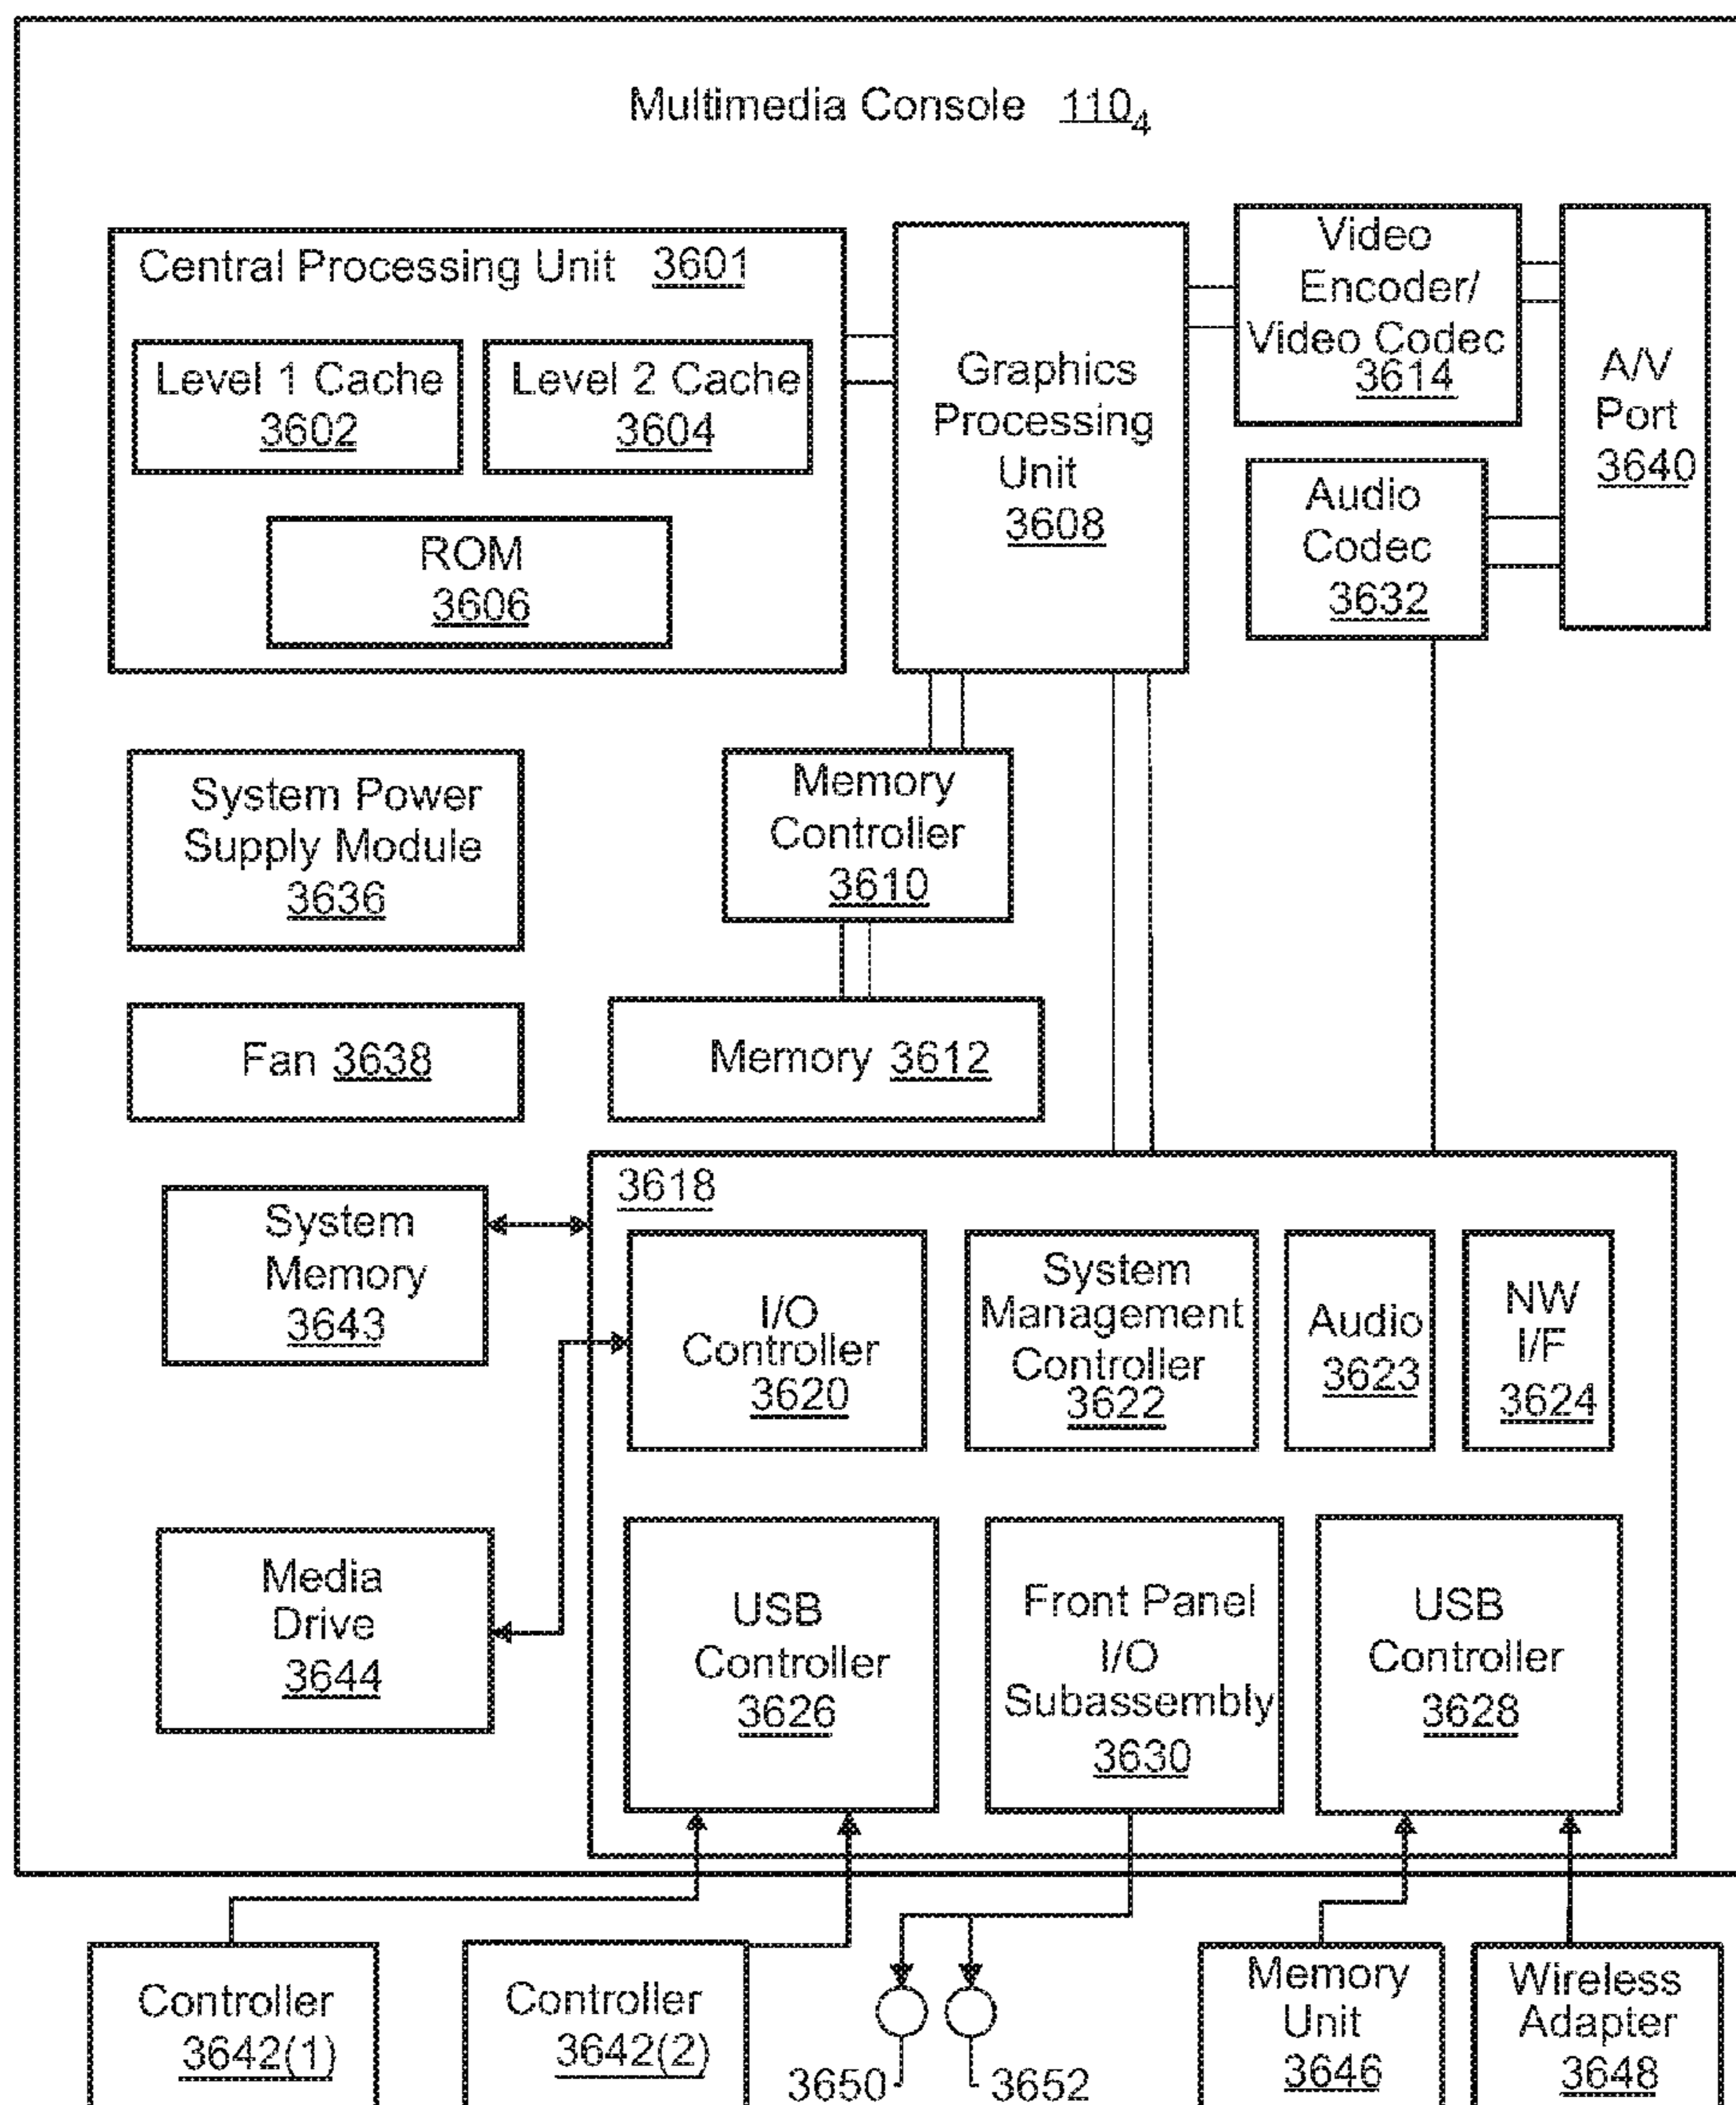 Multimedia Console 110₄
Central Processing Unit 3601
Level 1 Cache
3602
Level 2 Cache
3604
ROM
3606
Graphics
Processing
Unit
3608
Video
Encoder/
Video Codec
3614
A/V
Port
3640
Audio
Codec
3632
System Power
Supply Module
3636
Memory
Controller
3610
Fan 3638
Memory 3612
System
Memory
3643
3618
I/O
Controller
3620
System
Management
Controller
3622
Audio
3623
NW
I/F
3624
Media
Drive
3644
USB
Controller
3626
Front Panel
I/O
Subassembly
3630
USB
Controller
3628
Controller
3642(1)
Controller
3642(2)
3650
3652
Memory
Unit
3646
Wireless
Adapter
3648